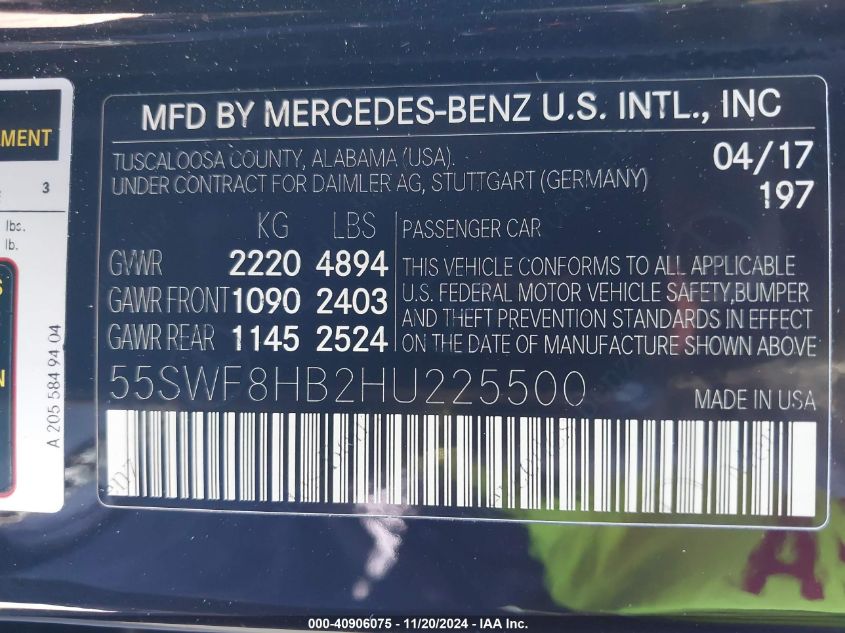 MENT
3
lbs.
lb.
S
N
A 205 584 94 04
MFD BY MERCEDES-BENZ U.S. INTL., INC
TUSCALOOSA COUNTY, ALABAMA (USA).
UNDER CONTRACT FOR DAIMLER AG, STUTTGART (GERMANY)
04/17
197
KG LBS
GVWR 2220 4894
GAWR FRONT 1090 2403
GAWR REAR 1145 2524
PASSENGER CAR
THIS VEHICLE CONFORMS TO ALL APPLICABLE
U.S. FEDERAL MOTOR VEHICLE SAFETY,BUMPER
AND THEFT PREVENTION STANDARDS IN EFFECT
ON THE DATE OF MANUFACTURE SHOWN ABOVE
55SWF8HB2HU225500
MADE IN USA
000-40906075 - 11/20/2024 - IAA Inc.